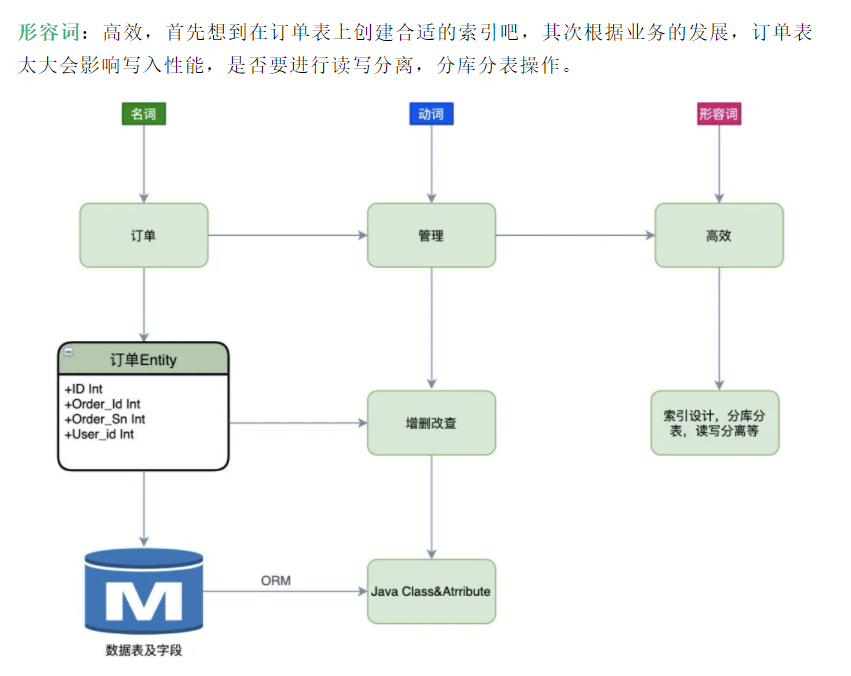 形容词：高效，首先想到在订单表上创建合适的索引吧，其次根据业务的发展，订单表
太大会影响写入性能，是否要进行读写分离，分库分表操作。
名词
动词
形容词
订单
管理
高效
订单Entity
+ID Int
+Order_Id Int
+Order_Sn Int
+User_id Int
增删改查
索引设计，分库分
表，读写分离等
M
ORM
Java Class&Atrribute
数据表及字段